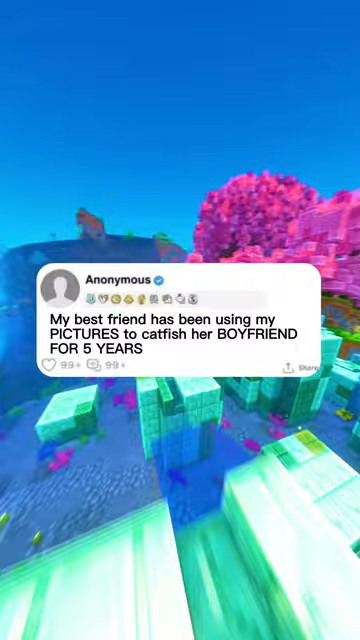 Anonymous
My best friend has been using my
PICTURES to catfish her BOYFRIEND
FOR 5 YEARS
99+ 99+ Share